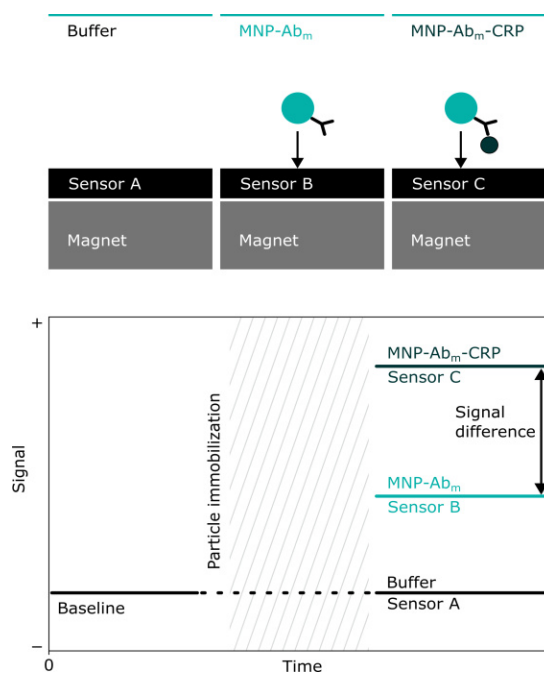 Buffer
MNP-Abm
MNP-Abm-CRP
Sensor A
Sensor B
Sensor C
Magnet
Magnet
Magnet
+
MNP-Abm-CRP
Sensor C
Signal
difference
Signal
Particle immobilization
MNP-Abm
Sensor B
Buffer
Baseline
Sensor A
−
0
Time